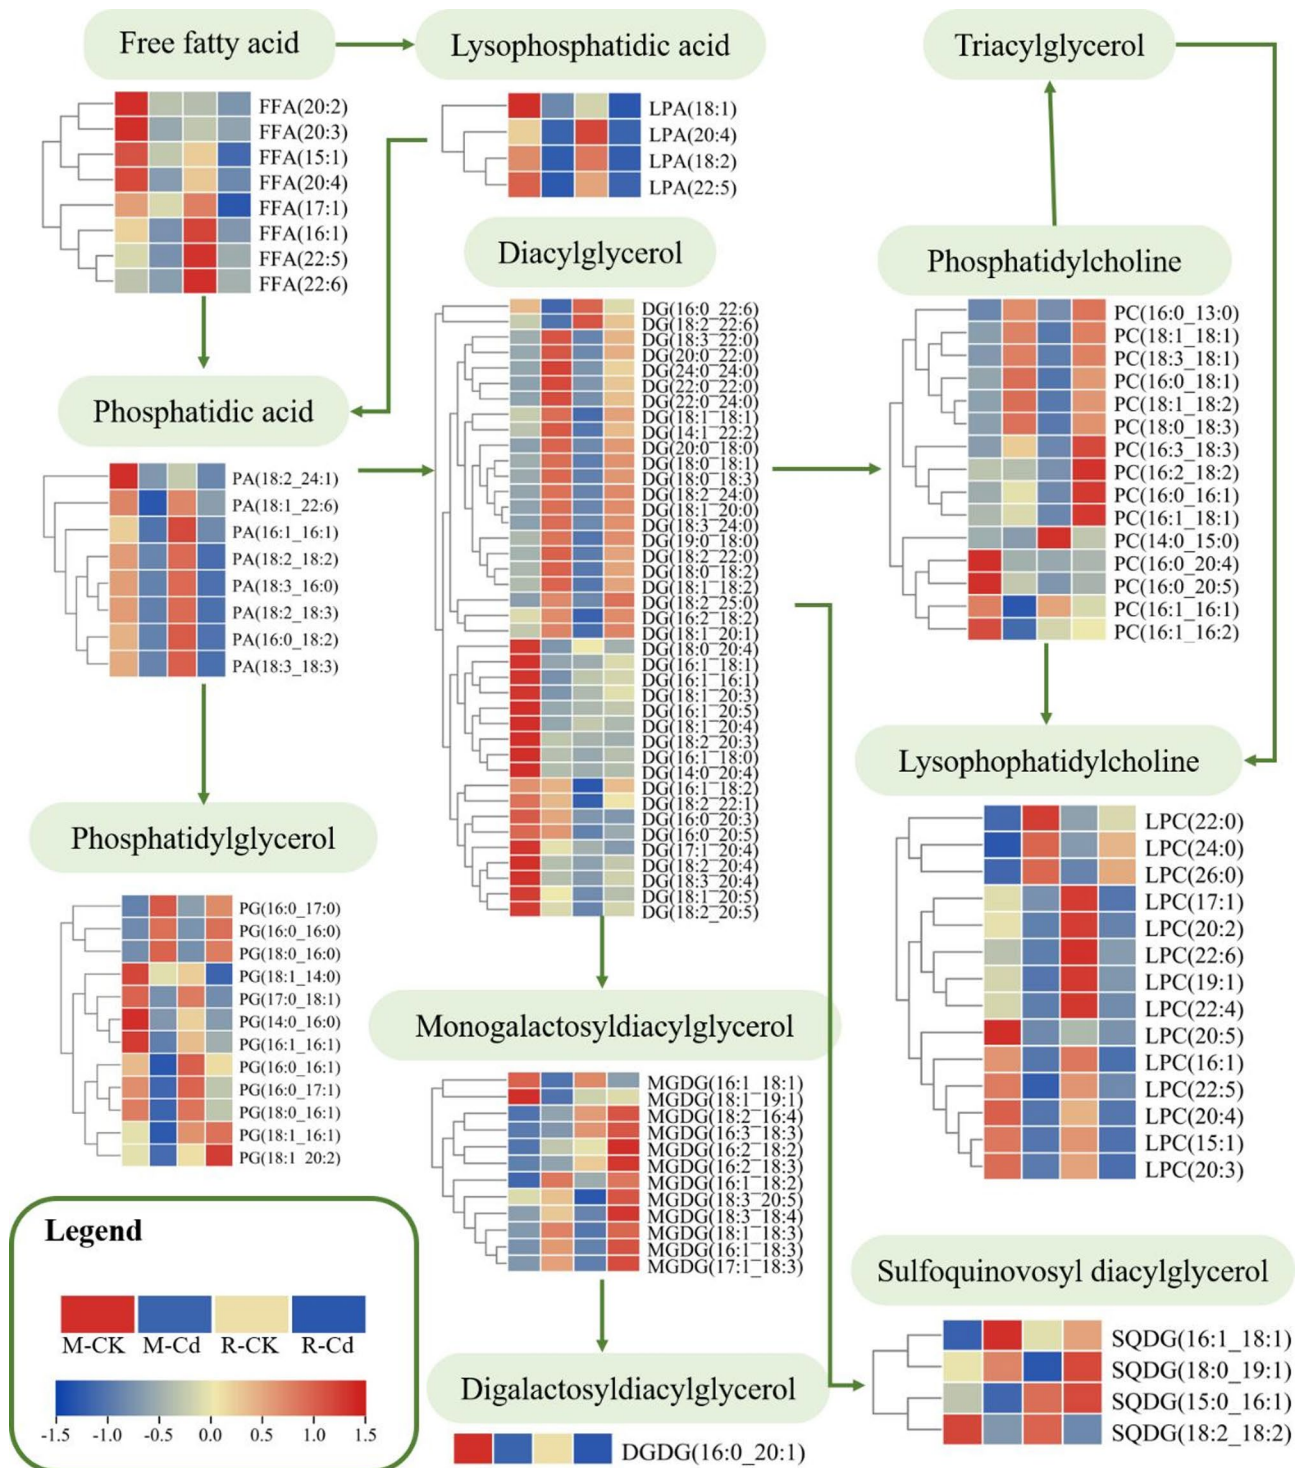 Free fatty acid
Lysophosphatidic acid
Triacylglycerol
FFA(20:2)
FFA(20:3)
FFA(15:1)
FFA(20:4)
FFA(17:1)
FFA(16:1)
FFA(22:5)
FFA(22:6)
LPA(18:1)
LPA(20:4)
LPA(18:2)
LPA(22:5)
Diacylglycerol
Phosphatidylcholine
DG(16:0_22:6)
DG(18:2_22:6)
DG(18:3_22:0)
DG(20:0_22:0)
DG(24:0_24:0)
DG(22:0_22:0)
DG(22:0_24:0)
DG(18:1_18:1)
DG(14:1_22:2)
DG(20:0_18:0)
DG(18:0_18:1)
DG(18:0_18:3)
DG(18:2_24:0)
DG(18:1_20:0)
DG(18:3_24:0)
DG(19:0_18:0)
DG(18:2_22:0)
DG(18:0_18:2)
DG(18:1_18:2)
DG(18:2_25:0)
DG(16:2_18:2)
DG(18:1_20:1)
DG(18:0_20:4)
DG(16:1_18:1)
DG(16:1_16:1)
DG(18:1_20:3)
DG(16:1_20:5)
DG(18:1_20:4)
DG(18:2_20:3)
DG(16:1_18:0)
DG(14:0_20:4)
DG(16:1_18:2)
DG(18:2_22:1)
DG(16:0_20:3)
DG(16:0_20:5)
DG(17:1_20:4)
DG(18:2_20:4)
DG(18:3_20:4)
DG(18:1_20:5)
DG(18:2_20:5)
PC(16:0_13:0)
PC(18:1_18:1)
PC(18:3_18:1)
PC(16:0_18:1)
PC(18:1_18:2)
PC(18:0_18:3)
PC(16:3_18:3)
PC(16:2_18:2)
PC(16:0_16:1)
PC(16:1_18:1)
PC(14:0_15:0)
PC(16:0_20:4)
PC(16:0_20:5)
PC(16:1_16:1)
PC(16:1_16:2)
Phosphatidic acid
PA(18:2_24:1)
PA(18:1_22:6)
PA(16:1_16:1)
PA(18:2_18:2)
PA(18:3_16:0)
PA(18:2_18:3)
PA(16:0_18:2)
PA(18:3_18:3)
Lysophophatidylcholine
LPC(22:0)
LPC(24:0)
LPC(26:0)
LPC(17:1)
LPC(20:2)
LPC(22:6)
LPC(19:1)
LPC(22:4)
LPC(20:5)
LPC(16:1)
LPC(22:5)
LPC(20:4)
LPC(15:1)
LPC(20:3)
Phosphatidylglycerol
PG(16:0_17:0)
PG(16:0_16:0)
PG(18:0_16:0)
PG(18:1_14:0)
PG(17:0_18:1)
PG(14:0_16:0)
PG(16:1_16:1)
PG(16:0_16:1)
PG(16:0_17:1)
PG(18:0_16:1)
PG(18:1_16:1)
PG(18:1_20:2)
Monogalactosyldiacylglycerol
MGDG(16:1_18:1)
MGDG(18:1_19:1)
MGDG(18:2_16:4)
MGDG(16:3_18:3)
MGDG(16:2_18:2)
MGDG(16:2_18:3)
MGDG(16:1_18:2)
MGDG(18:3_20:5)
MGDG(18:3_18:4)
MGDG(18:1_18:3)
MGDG(16:1_18:3)
MGDG(17:1_18:3)
Sulfoquinovosyl diacylglycerol
SQDG(16:1_18:1)
SQDG(18:0_19:1)
SQDG(15:0_16:1)
SQDG(18:2_18:2)
Digalactosyldiacylglycerol
DGDG(16:0_20:1)
Legend
M-CK M-Cd R-CK R-Cd
-1.5 -1.0 -0.5 0.0 0.5 1.0 1.5